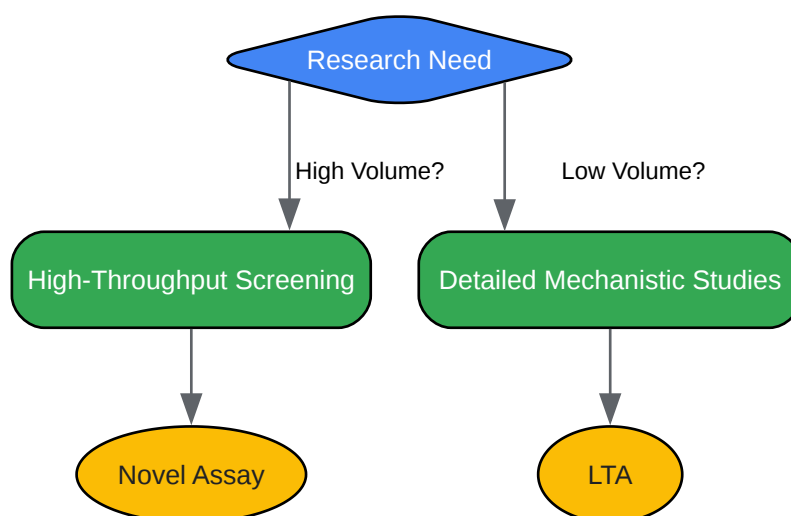 Research Need
High Volume?
Low Volume?
High-Throughput Screening
Detailed Mechanistic Studies
Novel Assay
LTA